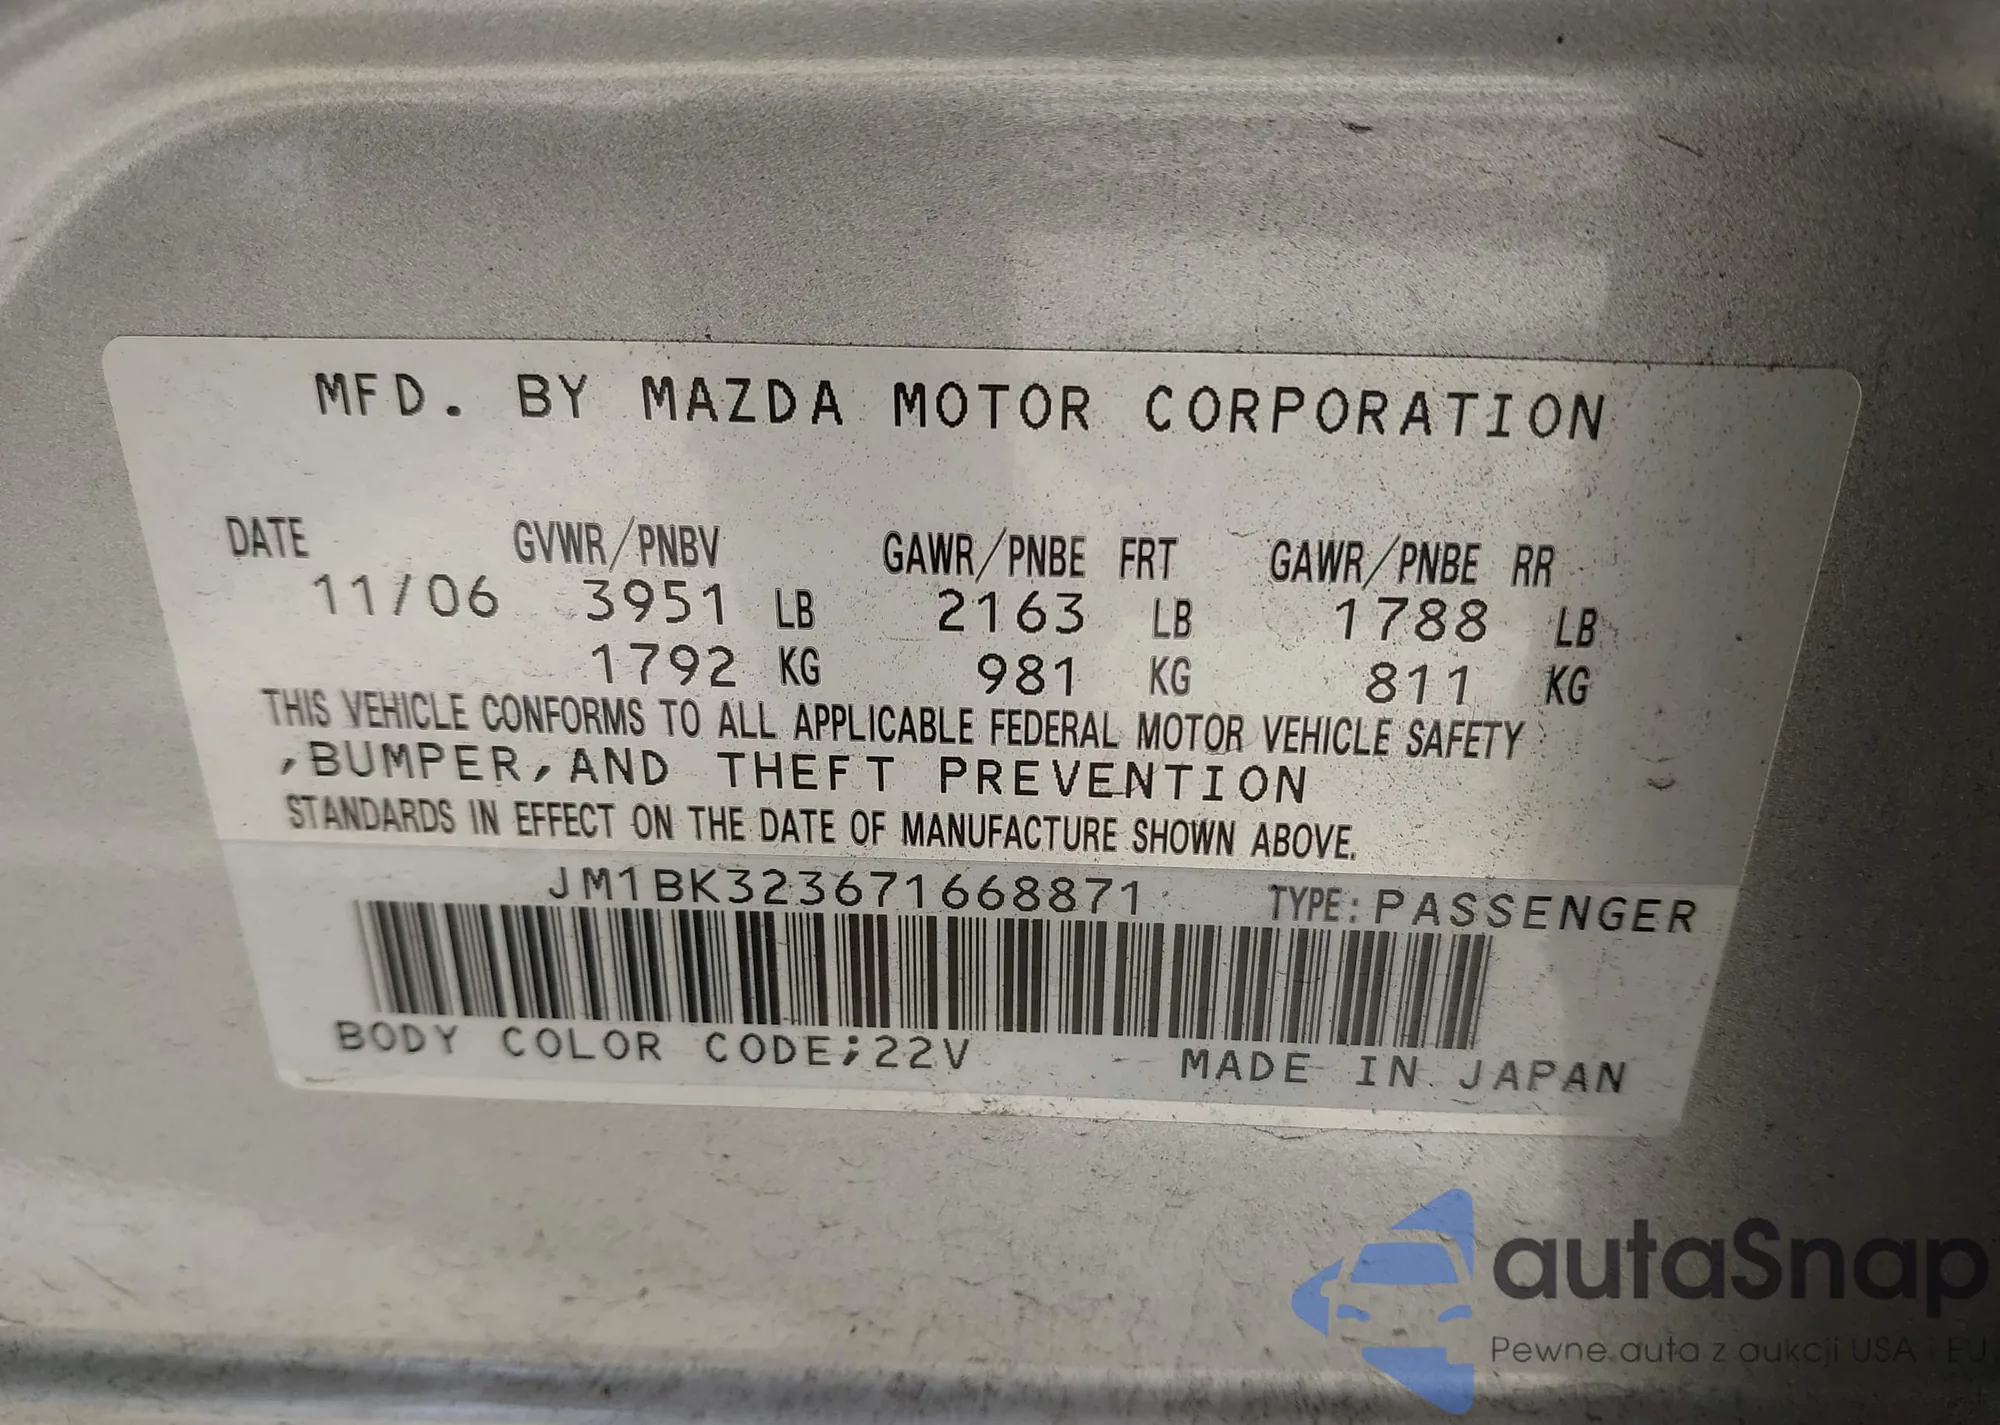 MFD. BY MAZDA MOTOR CORPORATION
DATE GVWR/PNBV GAWR/PNBE FRT GAWR/PNBE RR
11/06 3951 LB 2163 LB 1788 LB
1792 KG 981 KG 811 KG
THIS VEHICLE CONFORMS TO ALL APPLICABLE FEDERAL MOTOR VEHICLE SAFETY
,BUMPER,AND THEFT PREVENTION
STANDARDS IN EFFECT ON THE DATE OF MANUFACTURE SHOWN ABOVE.
JM1BK323671668871 TYPE: PASSENGER
BODY COLOR CODE;22V MADE IN JAPAN
autaSnap
Pewne auta z aukcji USA i EU